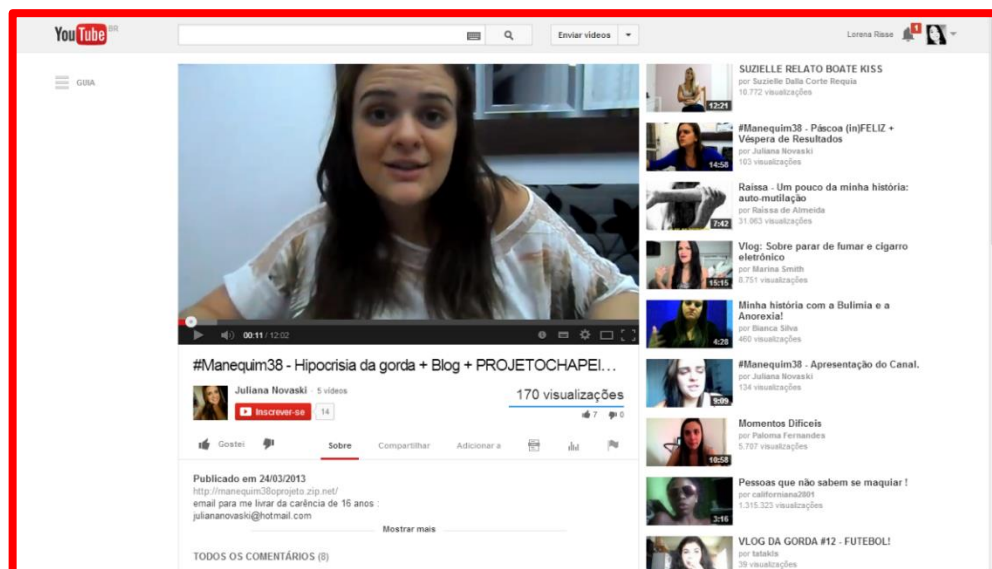 YouTube BR
Enviar vídeos
Lorena Risse
1
GUIA
00:11 / 12:02
#Manequim38 - Hipocrisia da gorda + Blog + PROJETOCHAPEI...
Juliana Novaski · 5 vídeos
Inscrever-se 14
170 visualizações
7 0
Gostei
Sobre
Compartilhar
Adicionar a
Publicado em 24/03/2013
http://manequim38oprojeto.zip.net/
email para me livrar da carência de 16 anos :
juliananovaski@hotmail.com
Mostrar mais
TODOS OS COMENTÁRIOS (8)
12:21
SUZIELLE RELATO BOATE KISS
por Suzielle Dalla Corte Requia
10.772 visualizações
14:58
#Manequim38 - Páscoa (in)FELIZ +
Véspera de Resultados
por Juliana Novaski
103 visualizações
7:42
Raissa - Um pouco da minha história:
auto-mutilação
por Raissa de Almeida
31.063 visualizações
15:15
Vlog: Sobre parar de fumar e cigarro
eletrônico
por Marina Smith
8.751 visualizações
4:28
Minha história com a Bulimia e a
Anorexia!
por Bianca Silva
460 visualizações
9:09
#Manequim38 - Apresentação do Canal.
por Juliana Novaski
134 visualizações
10:58
Momentos Difíceis
por Paloma Fernandes
5.707 visualizações
3:16
Pessoas que não sabem se maquiar !
por californiana2801
1.315.323 visualizações
VLOG DA GORDA #12 - FUTEBOL!
por tatakis
39 visualizações